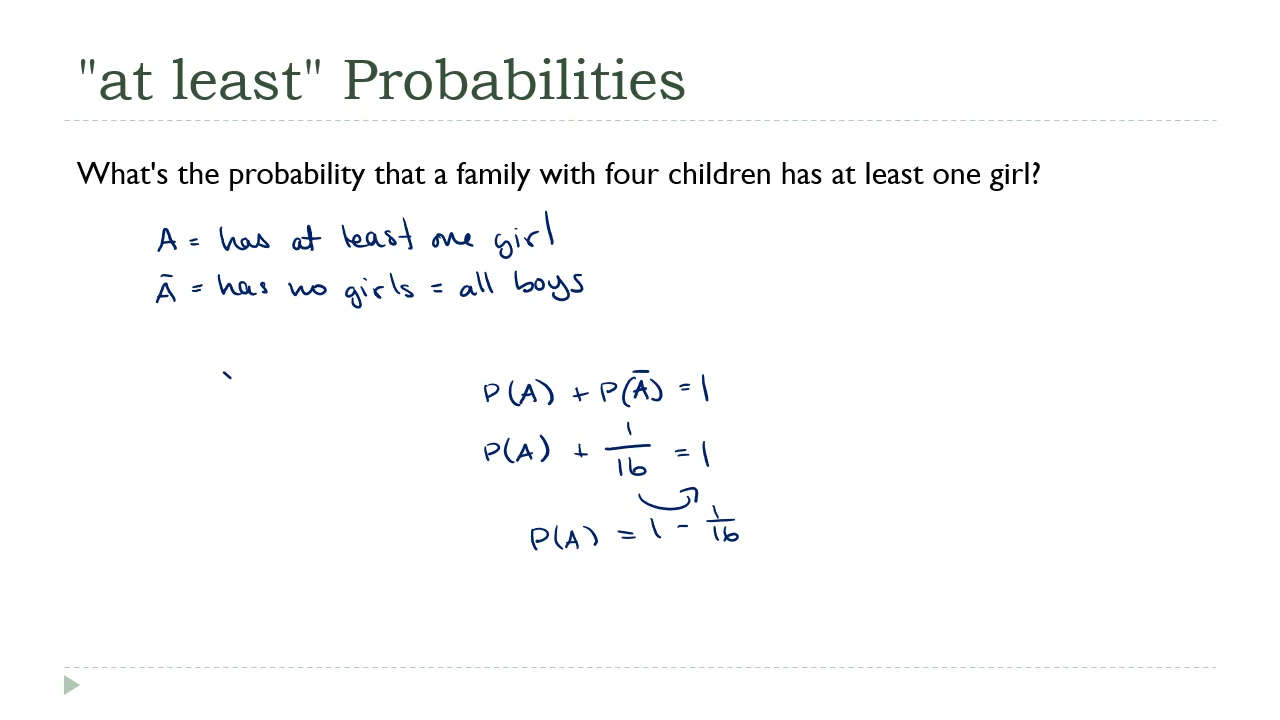 "at least" Probabilities
What's the probability that a family with four children has at least one girl?
A = has at least one girl
Ā = has no girls = all boys
P(A) + P(Ā) = 1
P(A) + 1/16 = 1
P(A) = 1 - 1/16